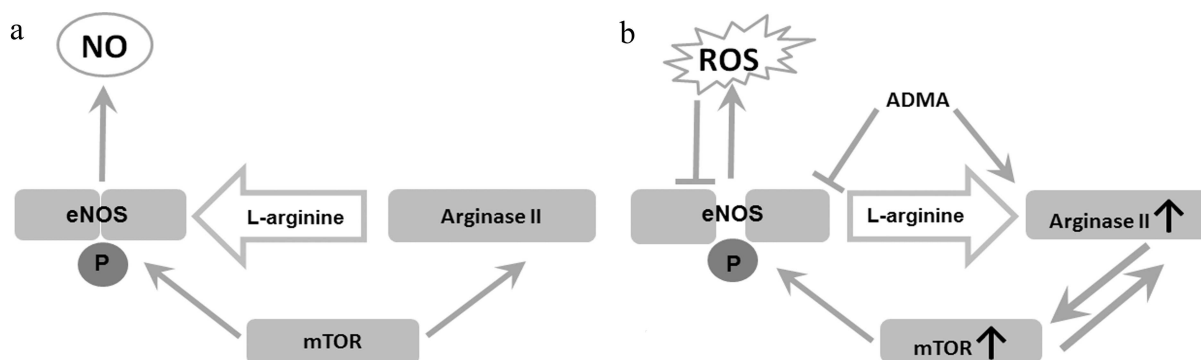 a
NO
eNOS
L-arginine
Arginase II
P
mTOR
b
ROS
ADMA
eNOS
L-arginine
Arginase II
P
mTOR